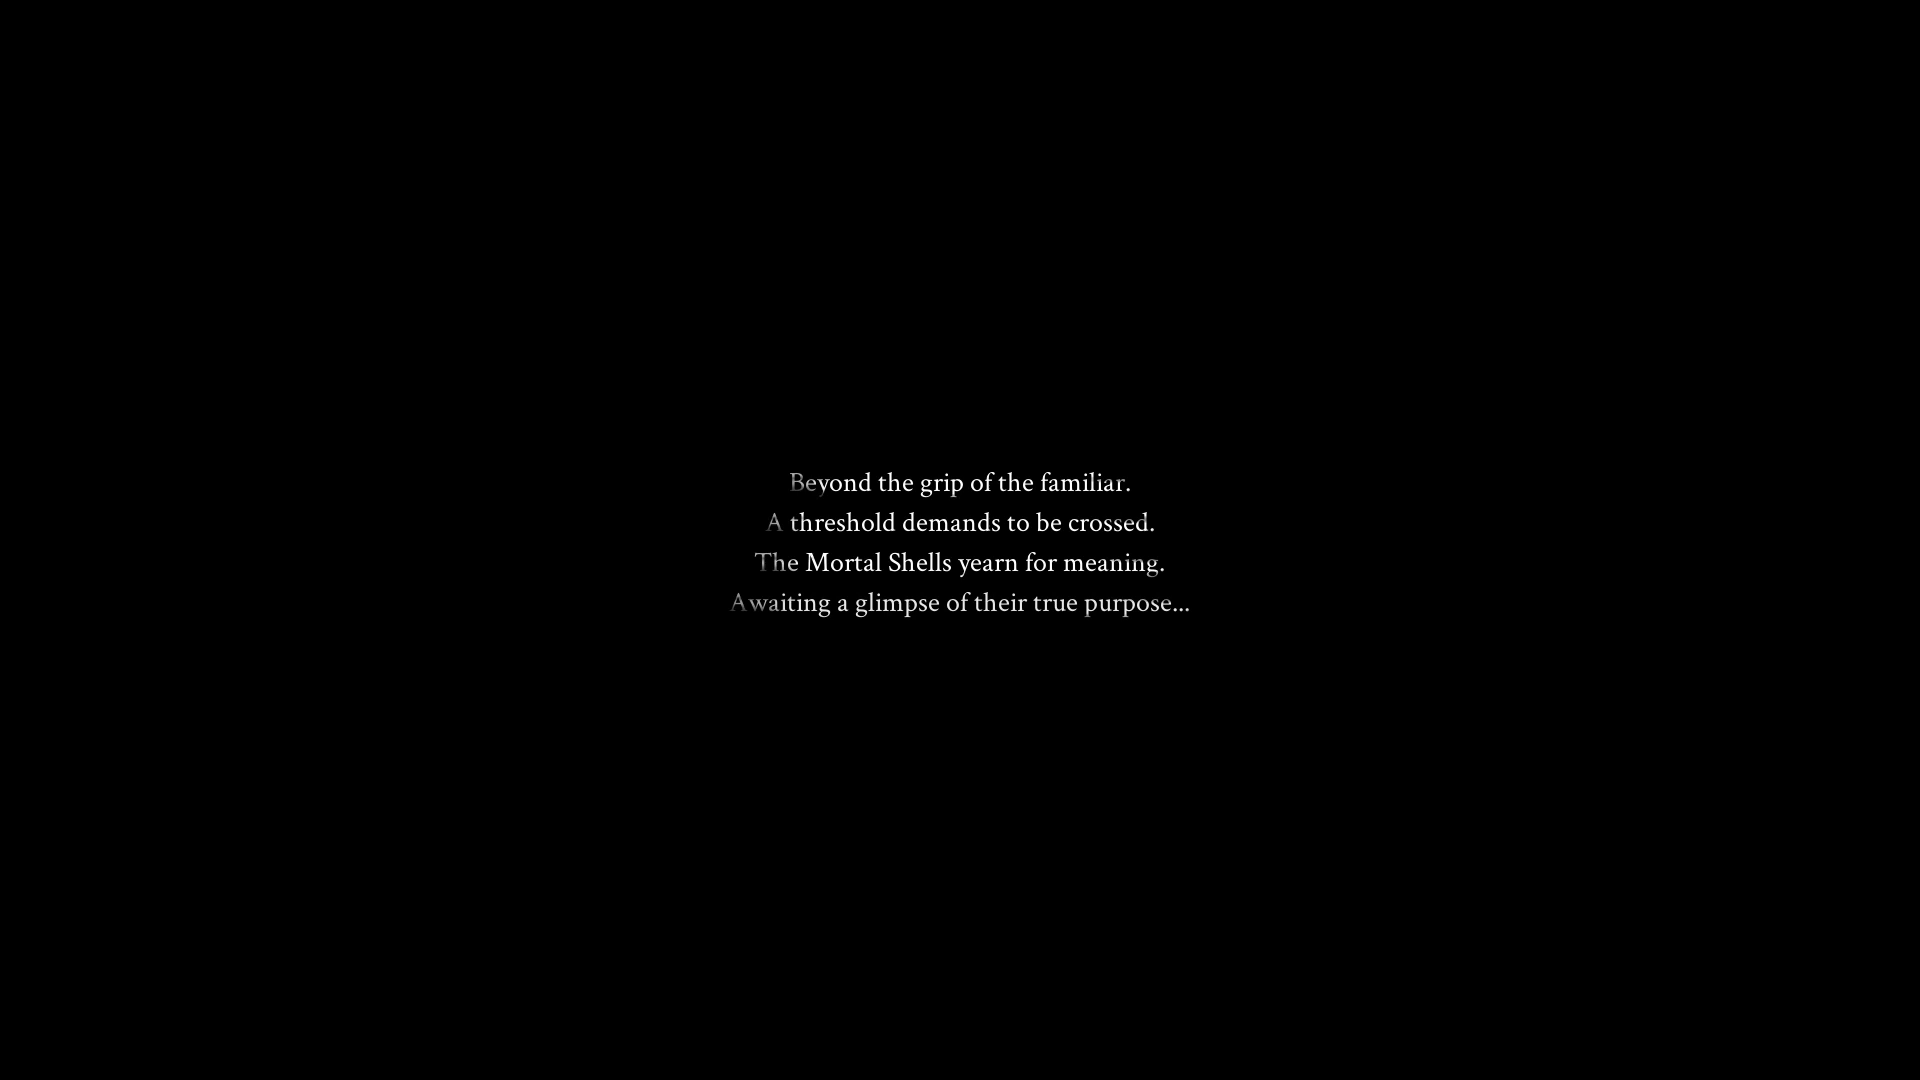 Beyond the grip of the familiar.
A threshold demands to be crossed.
The Mortal Shells yearn for meaning.
Awaiting a glimpse of their true purpose...